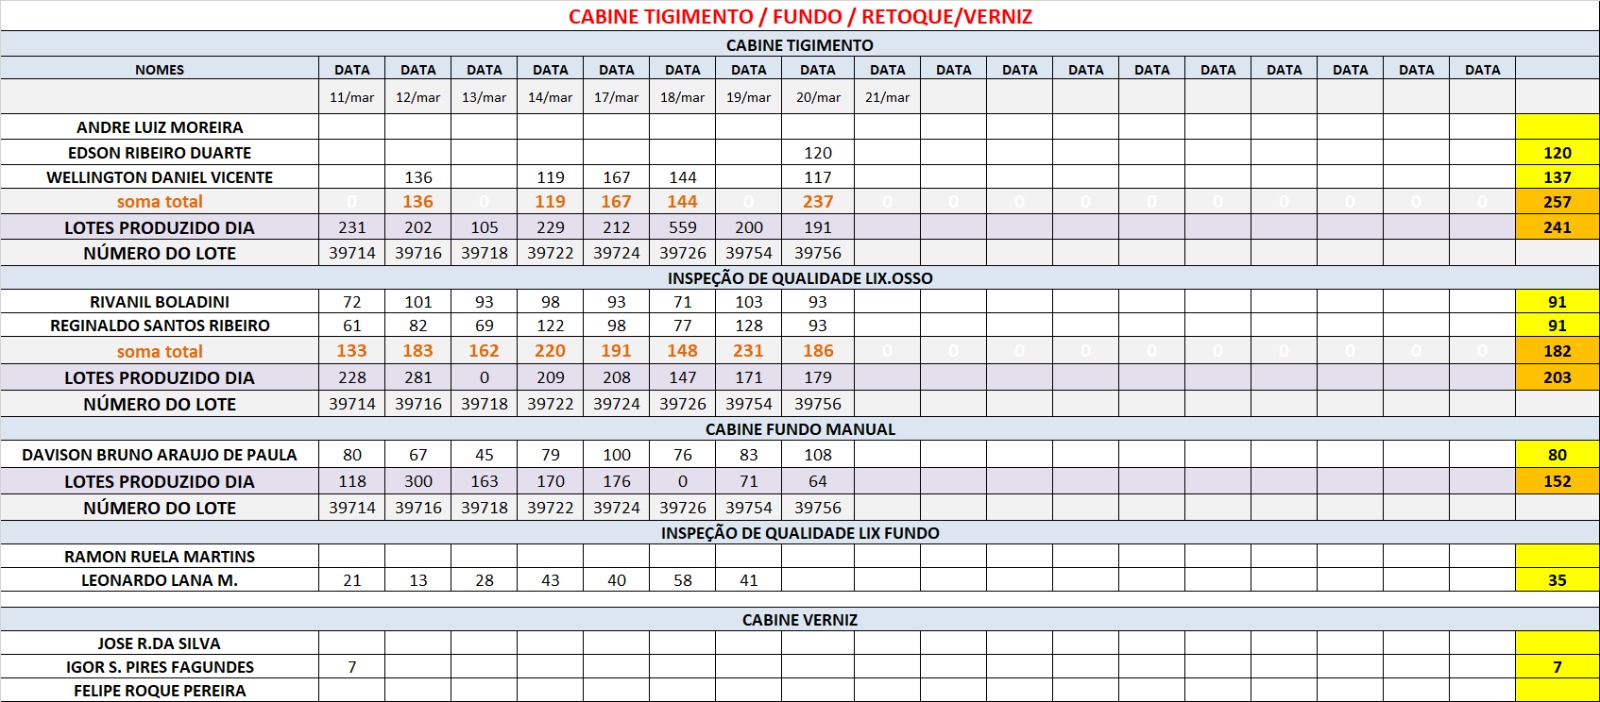 CABINE TIGIMENTO / FUNDO / RETOQUE/VERNIZ
CABINE TIGIMENTO
NOMES DATA DATA DATA DATA DATA DATA DATA DATA DATA DATA DATA DATA DATA DATA DATA DATA DATA DATA
11/mar 12/mar 13/mar 14/mar 17/mar 18/mar 19/mar 20/mar 21/mar
ANDRE LUIZ MOREIRA
EDSON RIBEIRO DUARTE 120 120
WELLINGTON DANIEL VICENTE 136 119 167 144 117 137
soma total 0 136 0 119 167 144 0 237 0 0 0 0 0 0 0 0 0 0 257
LOTES PRODUZIDO DIA 231 202 105 229 212 559 200 191 241
NÚMERO DO LOTE 39714 39716 39718 39722 39724 39726 39754 39756
INSPEÇÃO DE QUALIDADE LIX.OSSO
RIVANIL BOLADINI 72 101 93 98 93 71 103 93 91
REGINALDO SANTOS RIBEIRO 61 82 69 122 98 77 128 93 91
soma total 133 183 162 220 191 148 231 186 0 0 0 0 0 0 0 0 0 0 182
LOTES PRODUZIDO DIA 228 281 0 209 208 147 171 179 203
NÚMERO DO LOTE 39714 39716 39718 39722 39724 39726 39754 39756
CABINE FUNDO MANUAL
DAVISON BRUNO ARAUJO DE PAULA 80 67 45 79 100 76 83 108 80
LOTES PRODUZIDO DIA 118 300 163 170 176 0 71 64 152
NÚMERO DO LOTE 39714 39716 39718 39722 39724 39726 39754 39756
INSPEÇÃO DE QUALIDADE LIX FUNDO
RAMON RUELA MARTINS
LEONARDO LANA M. 21 13 28 43 40 58 41 35
CABINE VERNIZ
JOSE R.DA SILVA
IGOR S. PIRES FAGUNDES 7 7
FELIPE ROQUE PEREIRA